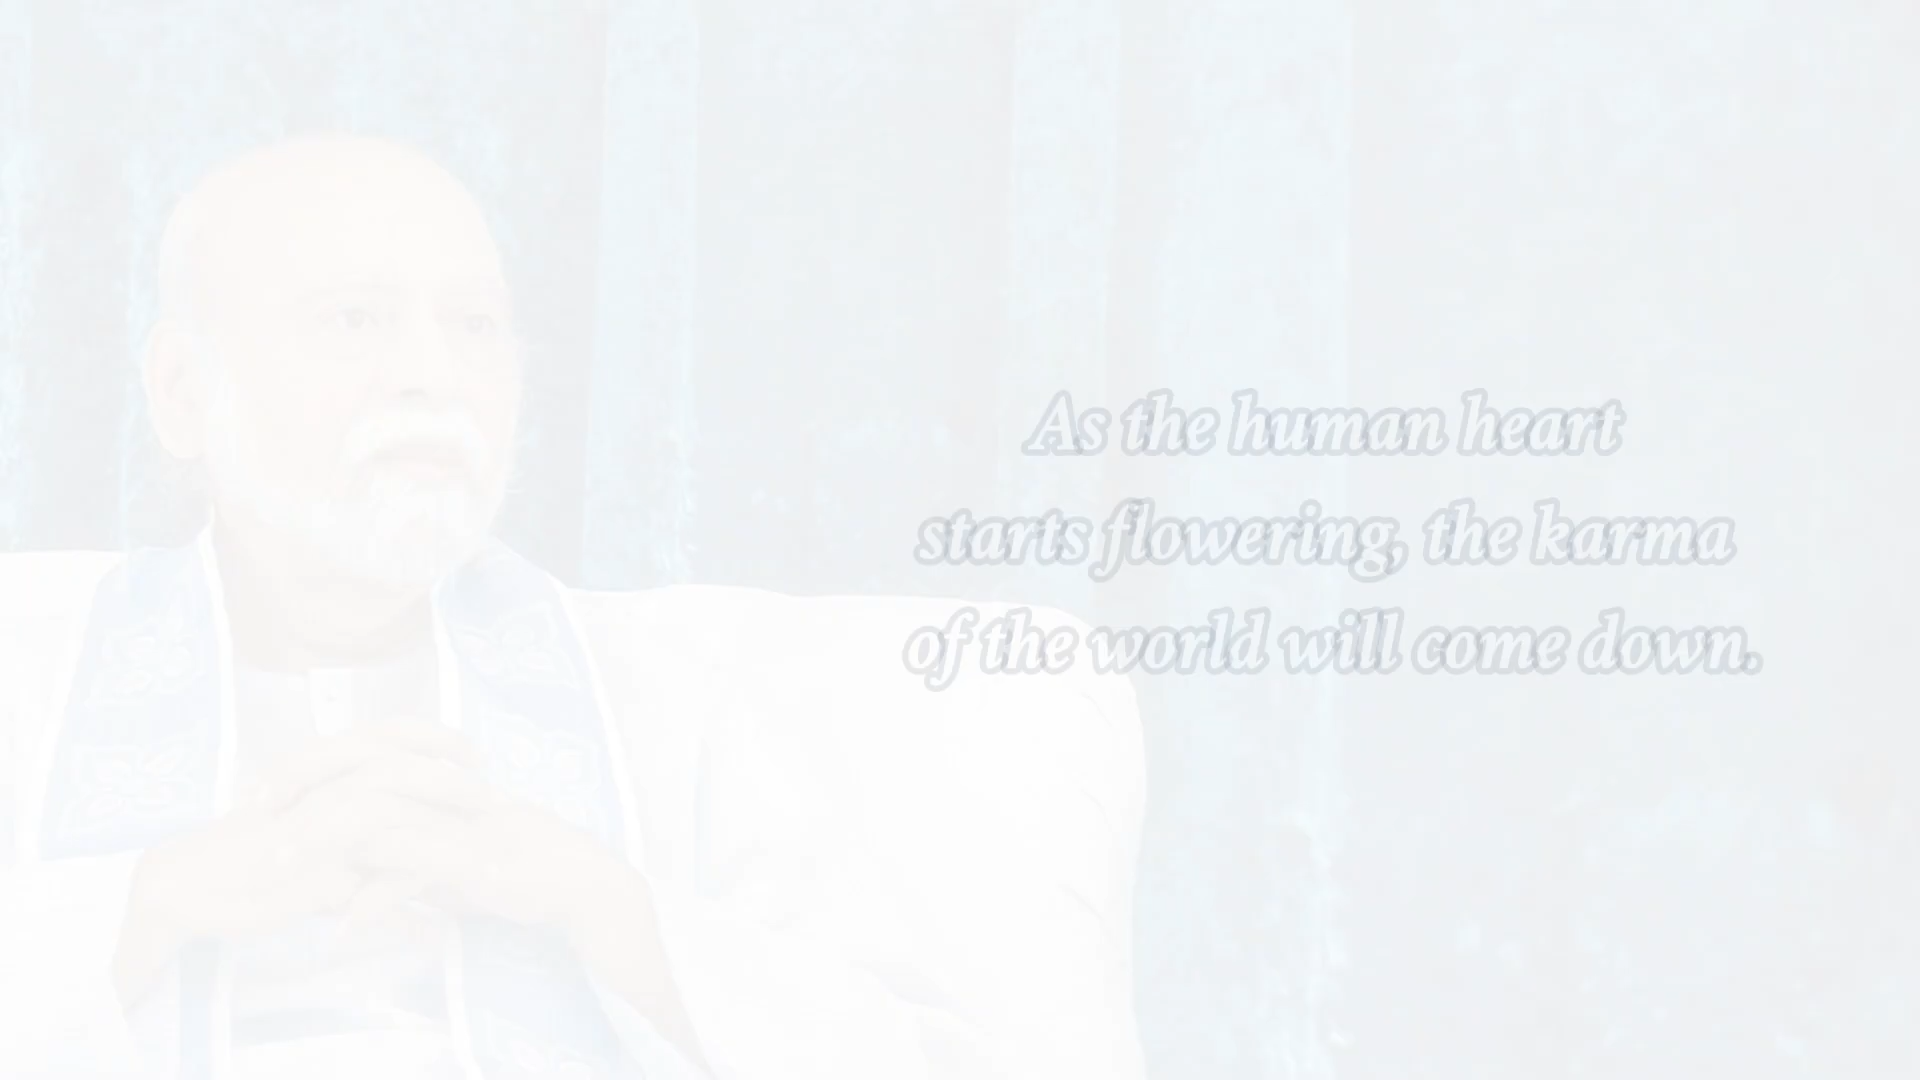 As the human heart
starts flowering, the karma
of the world will come down.